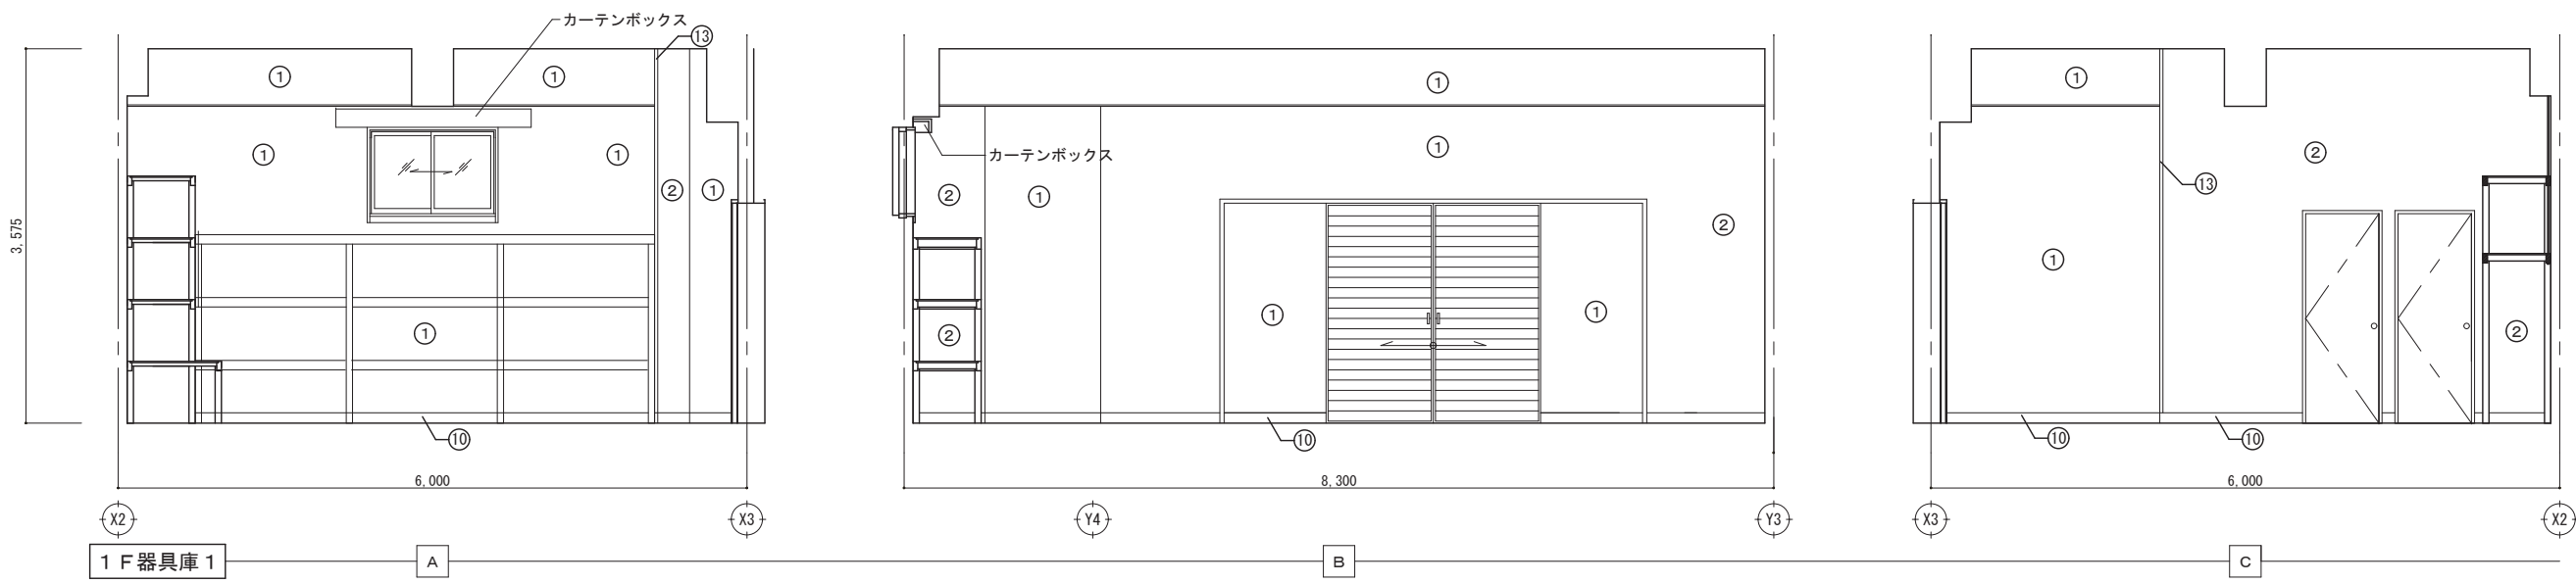 カーテンボックス
⑬
① ① ①
① ① ② ①
カーテンボックス
② ① ① ②
② ⑬
3,575
① ① ② ① ① ②
⑩ ⑩ ⑩ ⑩
6,000 8,300 6,000
X2 X3 Y4 Y3 X3 X2
1F器具庫1 A B C